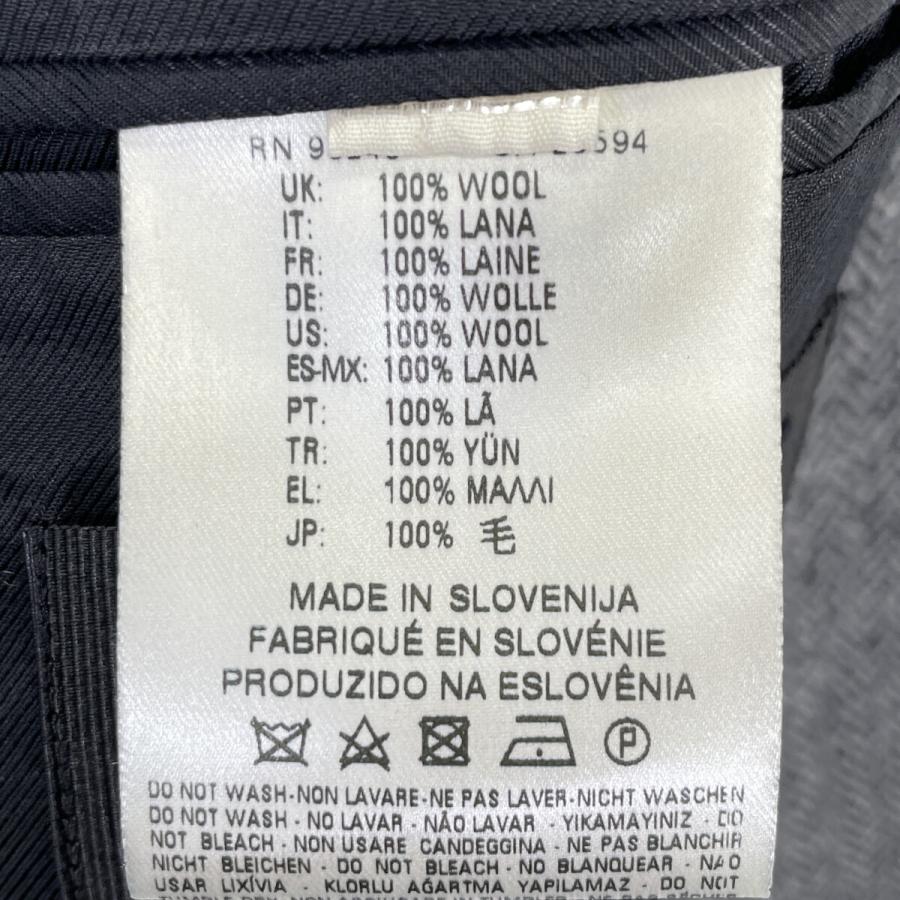 RN
UK: 100% WOOL
IT: 100% LANA
FR: 100% LAINE
DE: 100% WOLLE
US: 100% WOOL
ES-MX: 100% LANA
PT: 100% LÃ
TR: 100% YÜN
EL: 100% ΜΑΛΛΙ
JP: 100% 毛
MADE IN SLOVENIJA
FABRIQUÉ EN SLOVÉNIE
PRODUZIDO NA ESLOVÊNIA
P
DO NOT WASH-NON LAVARE-NE PAS LAVER-NICHT WASCHEN
DO NOT WASH - NO LAVAR - NÃO LAVAR - YIKAMAYINIZ - DO
NOT BLEACH - NON USARE CANDEGGINA - NE PAS BLANCHIR
NICHT BLEICHEN - DO NOT BLEACH - NO BLANQUEAR - NAO
USAR LIXÍVIA - KLORLU AĞARTMA YAPILAMAZ - DO NOT